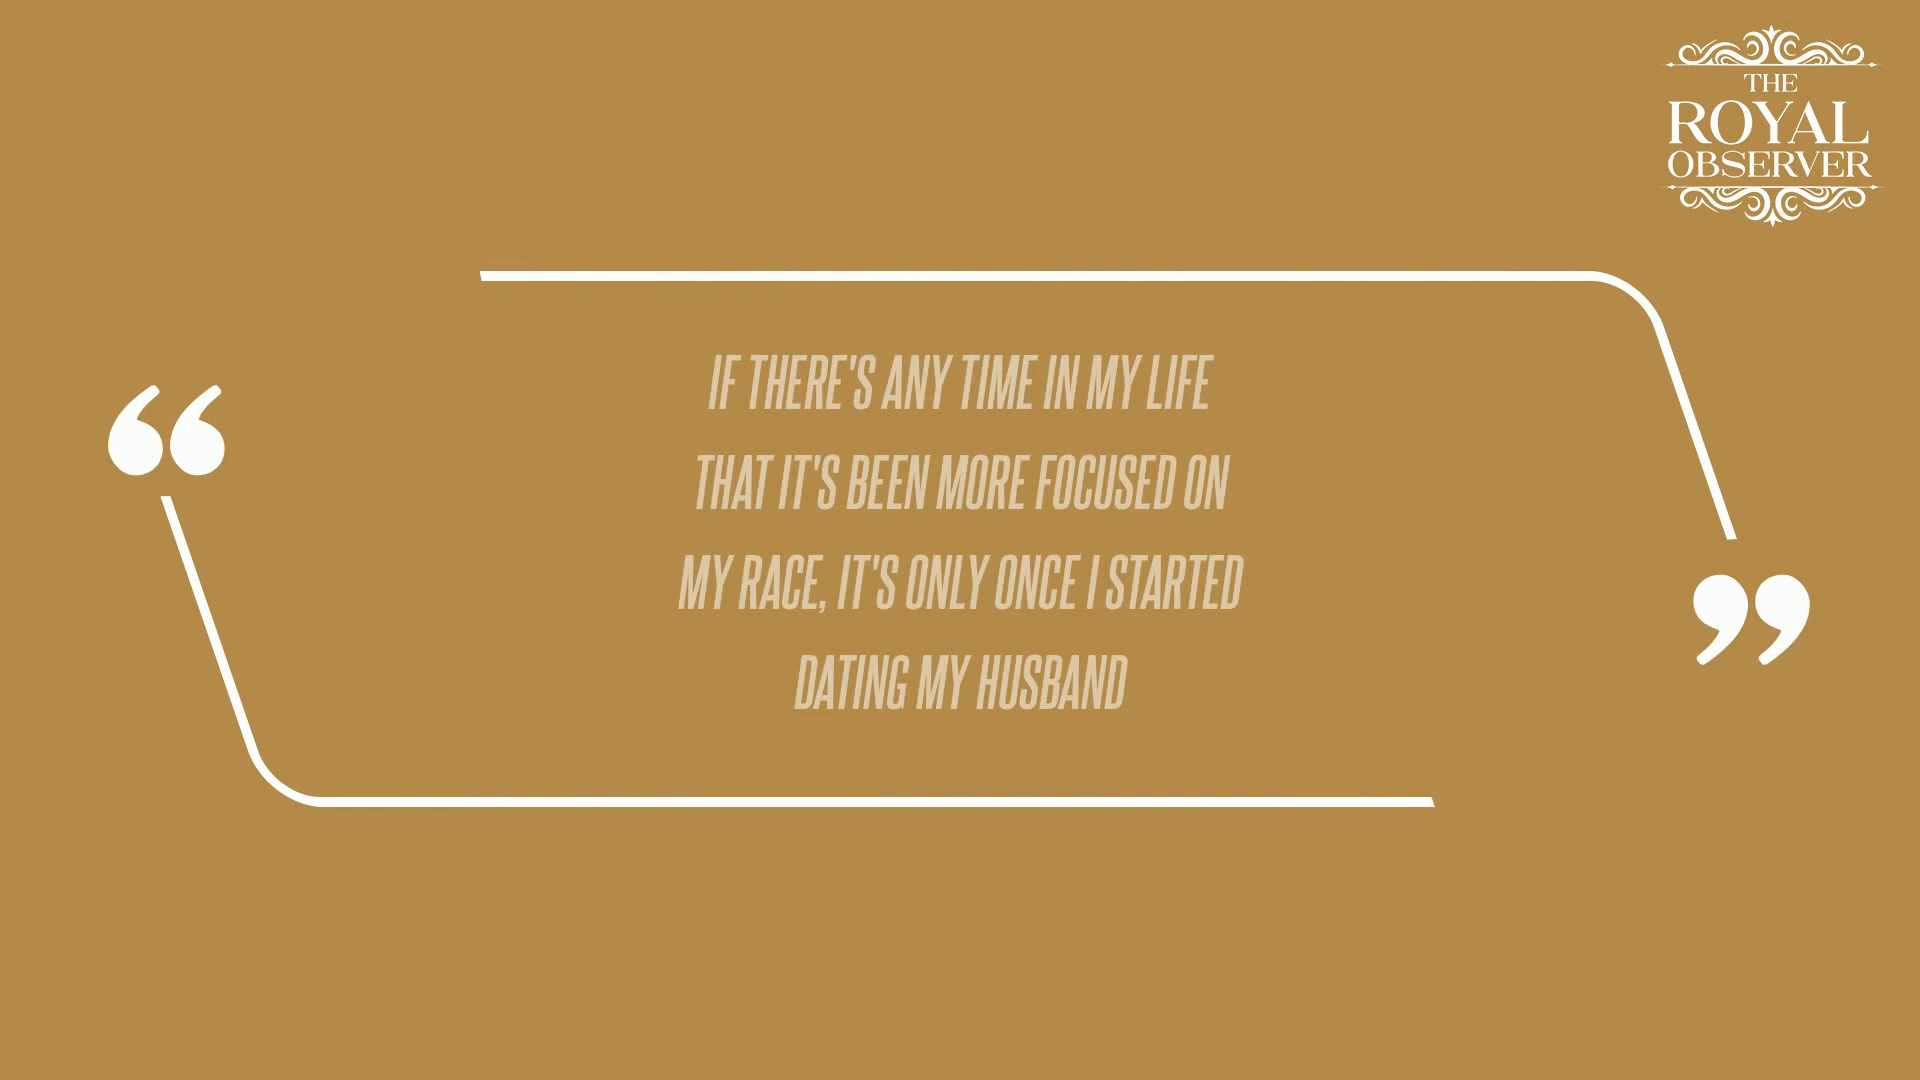 THE
ROYAL
OBSERVER
IF THERE'S ANY TIME IN MY LIFE
THAT IT'S BEEN MORE FOCUSED ON
MY RACE, IT'S ONLY ONCE I STARTED
DATING MY HUSBAND